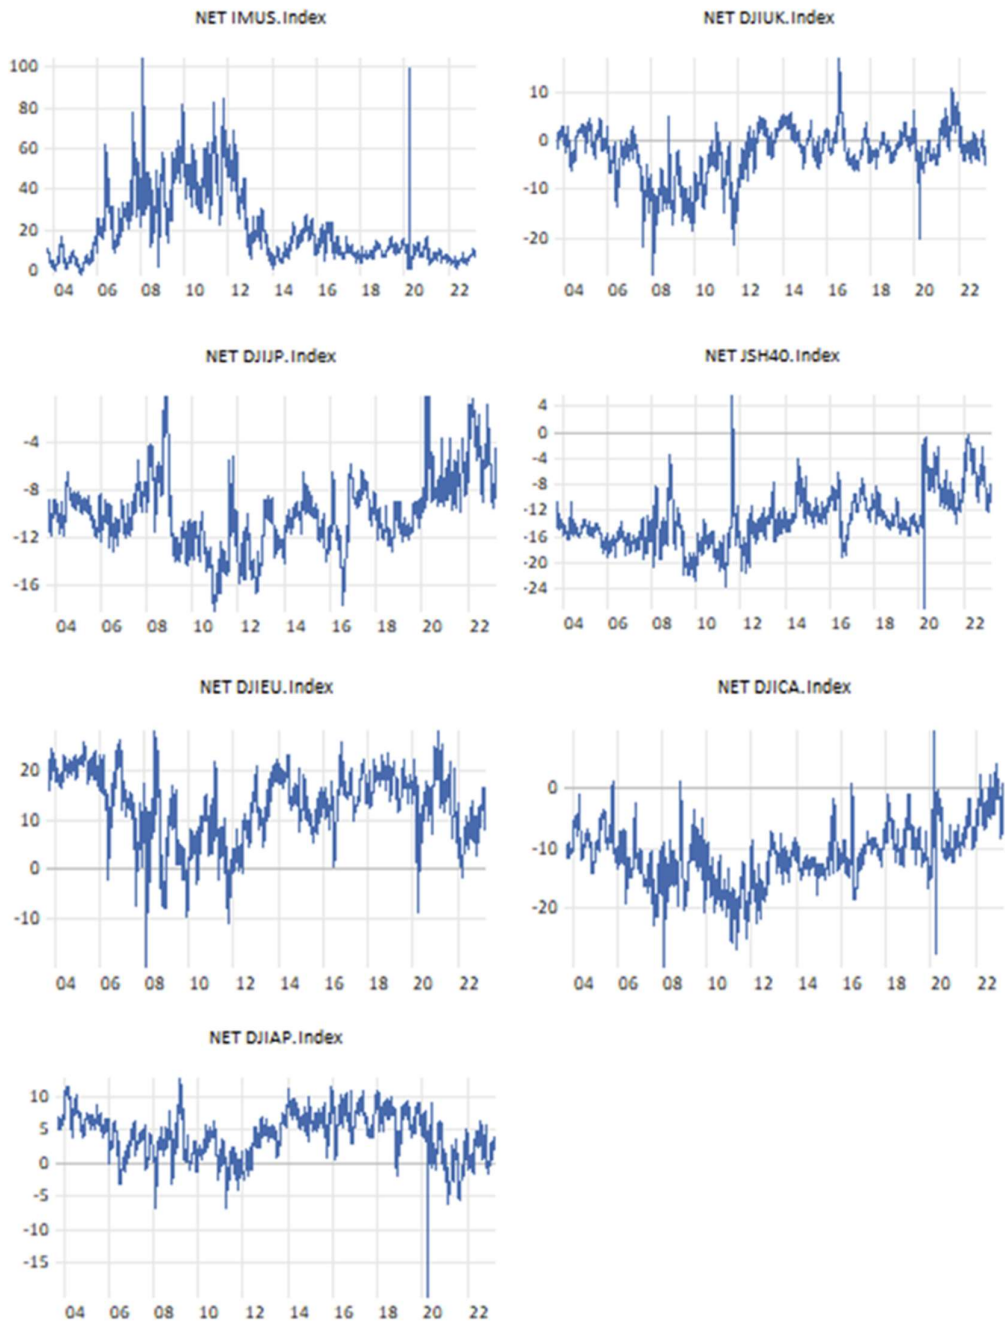 NET IMUS.Index
100
80
60
40
20
0
04 06 08 10 12 14 16 18 20 22
NET DJIUK.Index
10
0
-10
-20
04 06 08 10 12 14 16 18 20 22
NET DJIJP.Index
-4
-8
-12
-16
04 06 08 10 12 14 16 18 20 22
NET JSH40.Index
4
0
-4
-8
-12
-16
-20
-24
04 06 08 10 12 14 16 18 20 22
NET DJIEU.Index
20
10
0
-10
04 06 08 10 12 14 16 18 20 22
NET DJICA.Index
0
-10
-20
04 06 08 10 12 14 16 18 20 22
NET DJIAP.Index
10
5
0
-5
-10
-15
04 06 08 10 12 14 16 18 20 22